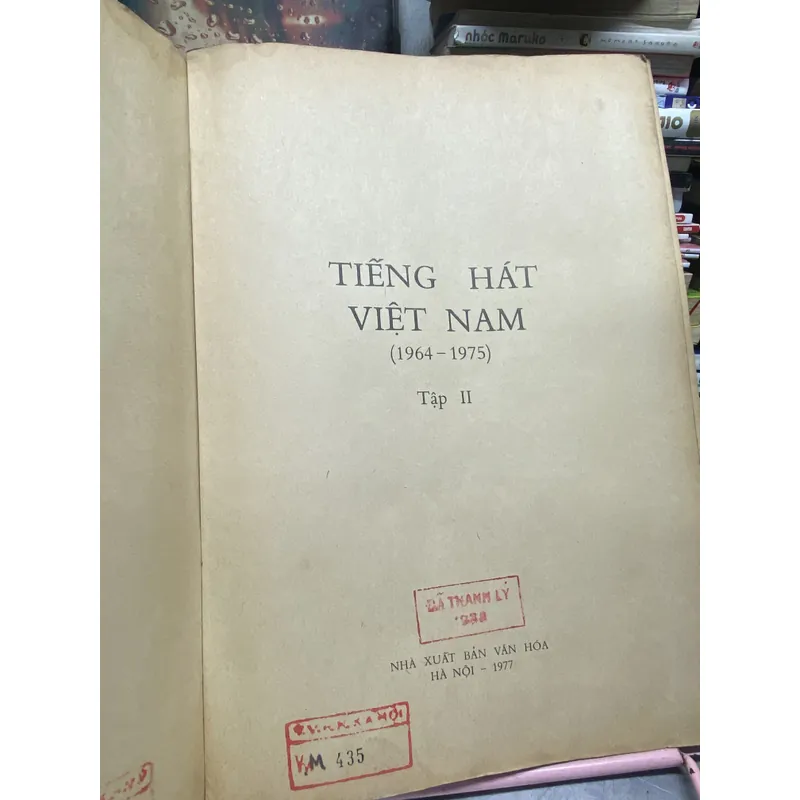 nhóc Maruko
TIẾNG HÁT
VIỆT NAM
(1964 – 1975)
Tập II
ĐÃ THANH LÝ
NHÀ XUẤT BẢN VĂN HÓA
HÀ NỘI – 1977
VM 435